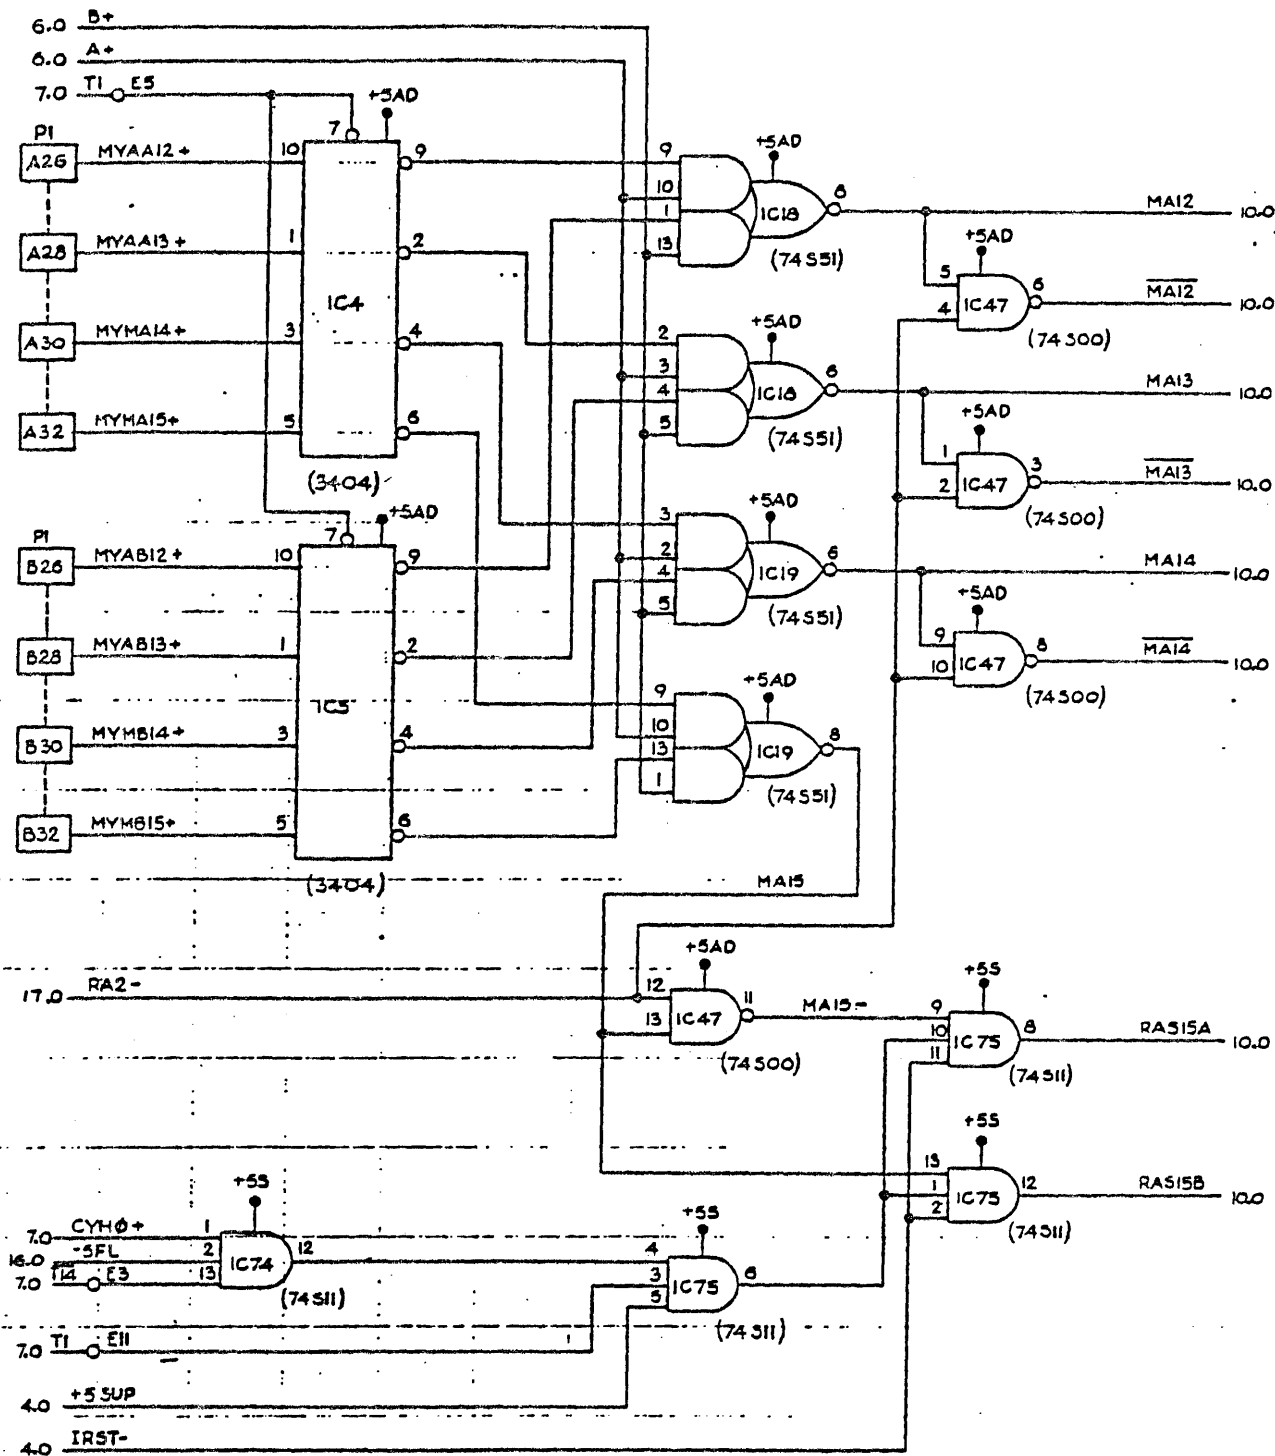 6.0 B+
6.0 A+
7.0 T1 E5
+5AD
P1
7
A26 MYAA12+ 10 9
A28 MYAA13+ 1 2
IC4
A30 MYMA14+ 3 4
A32 MYMA15+ 5 6
(3404)
+5AD
P1
7
B26 MYAB12+ 10 9
B28 MYAB13+ 1 2
IC5
B30 MYMB14+ 3 4
B32 MYMB15+ 5 6
(3404)
+5AD
9
10
1
13
IC18
8
(74S51)
MA12 10.0
+5AD
5
4
IC47
6
(74S00)
MA12 10.0
+5AD
2
3
4
5
IC18
6
(74S51)
MA13 10.0
+5AD
1
2
IC47
3
(74S00)
MA13 10.0
+5AD
3
2
4
5
IC19
6
(74S51)
MA14 10.0
+5AD
9
10
IC47
8
(74S00)
MA14 10.0
+5AD
9
10
13
1
IC19
8
(74S51)
MA15
17.0 RA2-
+5AD
12
13
IC47
11
(74S00)
MA15-
+5S
9
10
11
IC75
8
(74S11)
RAS15A 10.0
+5S
13
1
2
IC75
12
(74S11)
RAS15B 10.0
+5S
7.0 CYH0+ 1
16.0 -5FL 2
7.0 T14 E3 13
IC74
12
(74S11)
+5S
4
3
5
IC75
6
(74S11)
7.0 T1 E11
4.0 +5SUP
4.0 IRST-